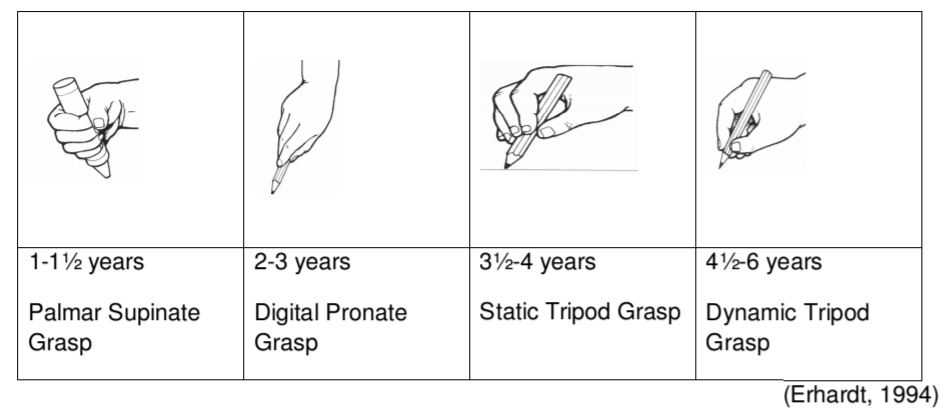 1-1½ years
Palmar Supinate
Grasp
2-3 years
Digital Pronate
Grasp
3½-4 years
Static Tripod Grasp
4½-6 years
Dynamic Tripod
Grasp
(Erhardt, 1994)